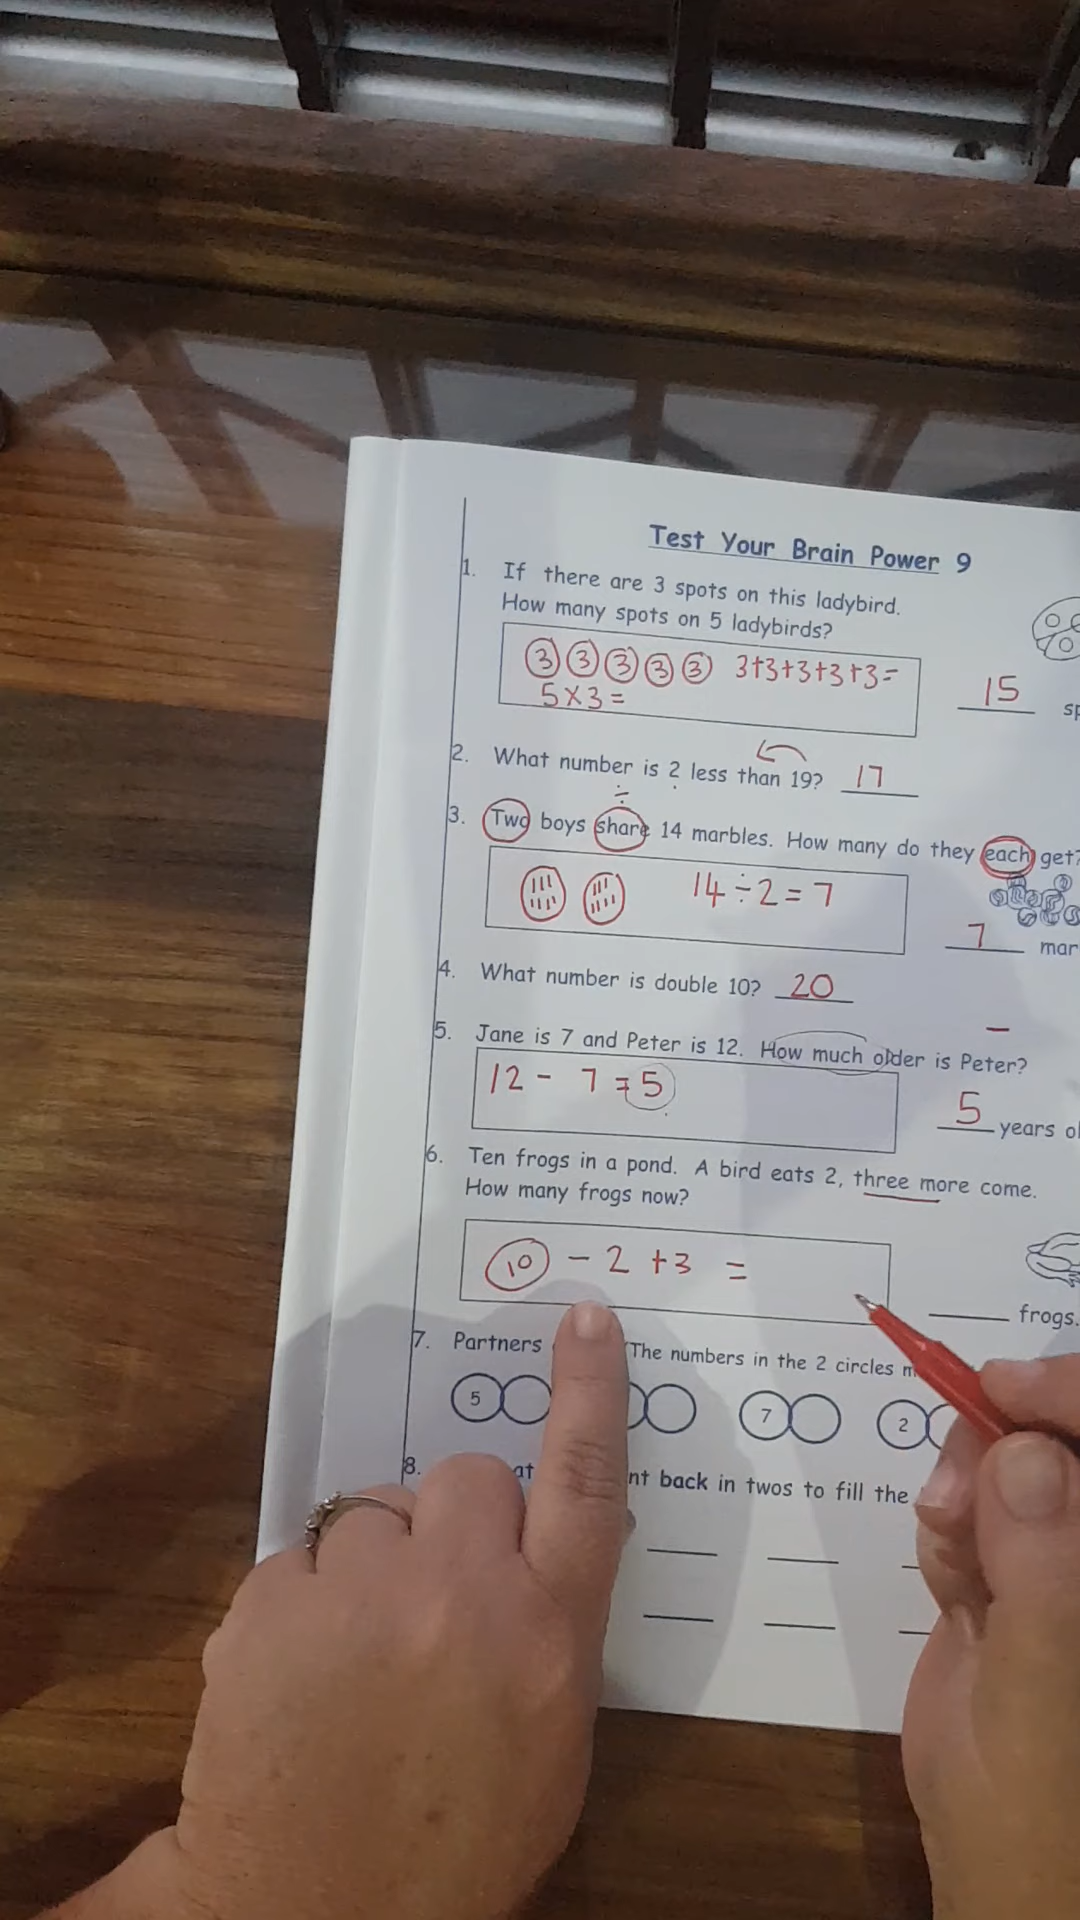 Test Your Brain Power 9
1. If there are 3 spots on this ladybird.
How many spots on 5 ladybirds?
3 3 3 3 3 3+3+3+3+3=
5×3=
15
2. What number is 2 less than 19? 17
÷
3. Two boys share 14 marbles. How many do they each get?
14÷2=7
7
4. What number is double 10? 20
–
5. Jane is 7 and Peter is 12. How much older is Peter?
12 - 7 = 5
5 years
6. Ten frogs in a pond. A bird eats 2, three more come.
How many frogs now?
10 - 2 +3 =
frogs.
7. Partners The numbers in the 2 circles
5 7 2
8. back in twos to fill the